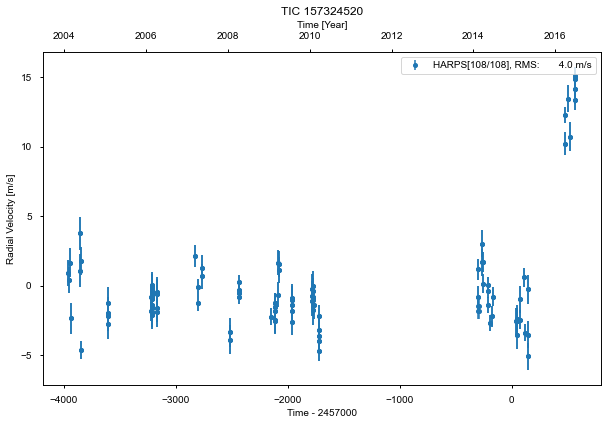 TIC 157324520
Time [Year]
2004 2006 2008 2010 2012 2014 2016
HARPS[108/108], RMS: 4.0 m/s
15
10
5
0
−5
Radial Velocity [m/s]
−4000 −3000 −2000 −1000 0
Time - 2457000